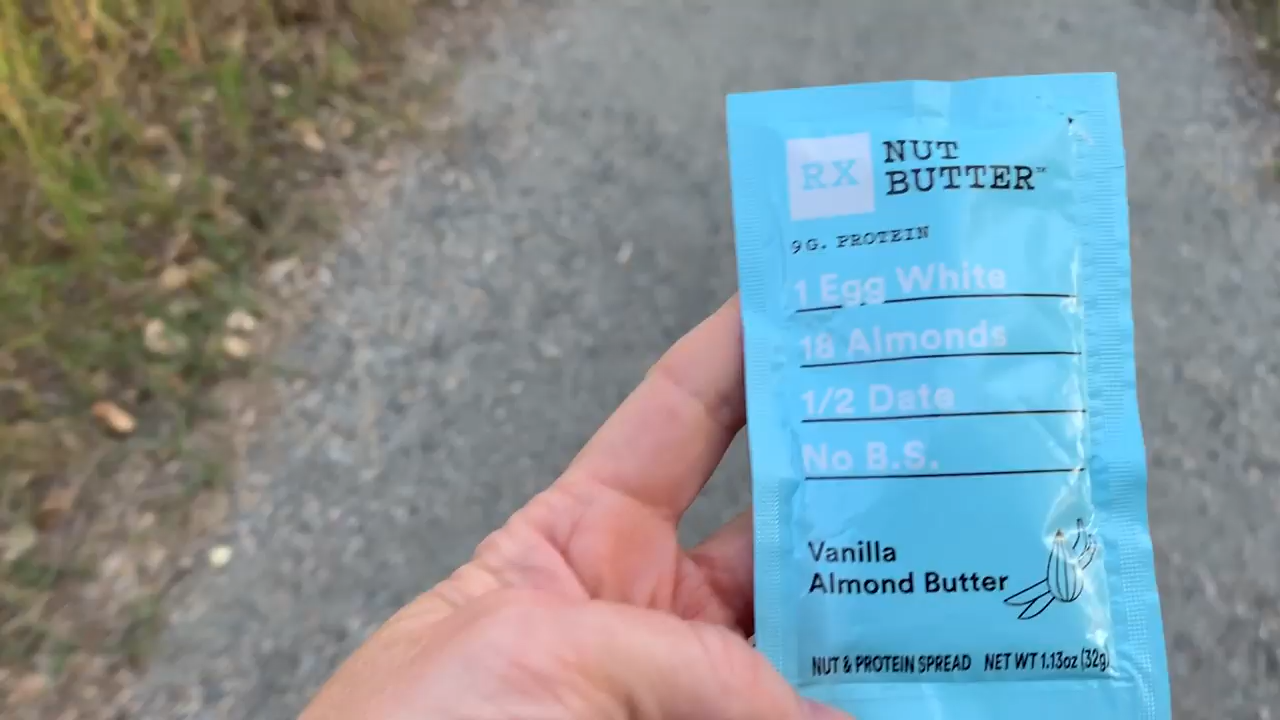 RX
NUT
BUTTER™
9G. PROTEIN
1 Egg White
18 Almonds
1/2 Date
No B.S.
Vanilla
Almond Butter
NUT & PROTEIN SPREAD NET WT 1.13oz (32g)